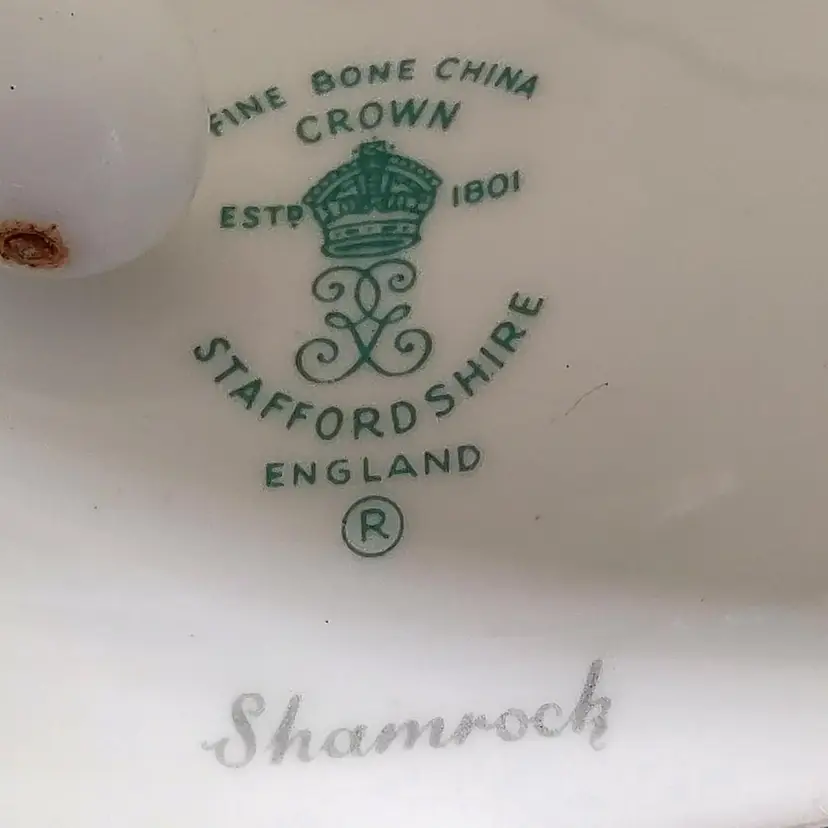 FINE BONE CHINA
CROWN
ESTD 1801
STAFFORDSHIRE
ENGLAND
®
Shamrock